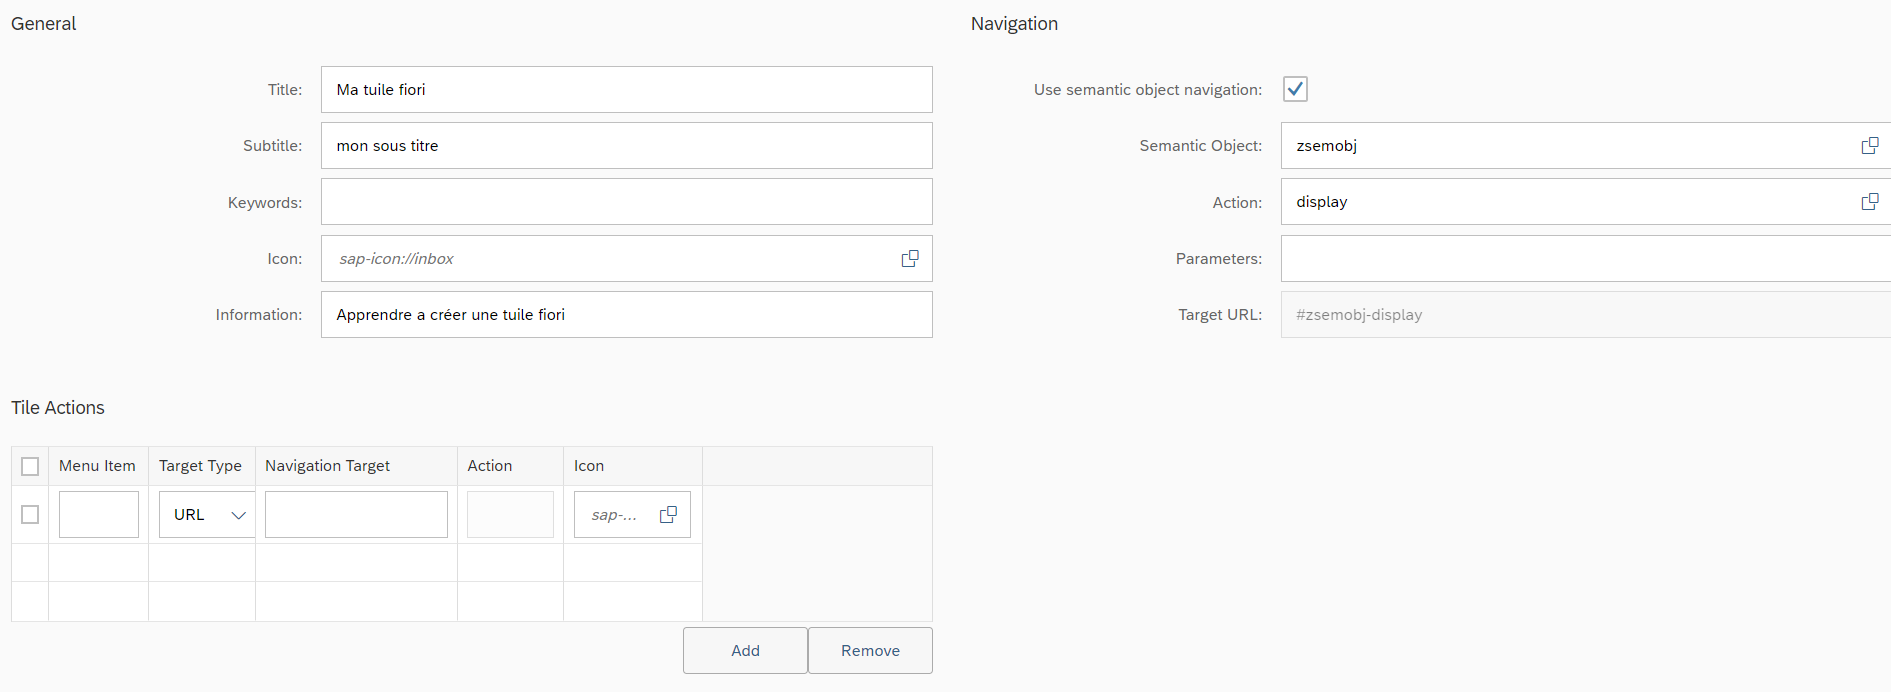 General
Title: Ma tuile fiori
Subtitle: mon sous titre
Keywords:
Icon: sap-icon://inbox
Information: Apprendre a créer une tuile fiori
Navigation
Use semantic object navigation:
Semantic Object: zsemobj
Action: display
Parameters:
Target URL: #zsemobj-display
Tile Actions
Menu Item Target Type Navigation Target Action Icon
URL sap-...
Add Remove